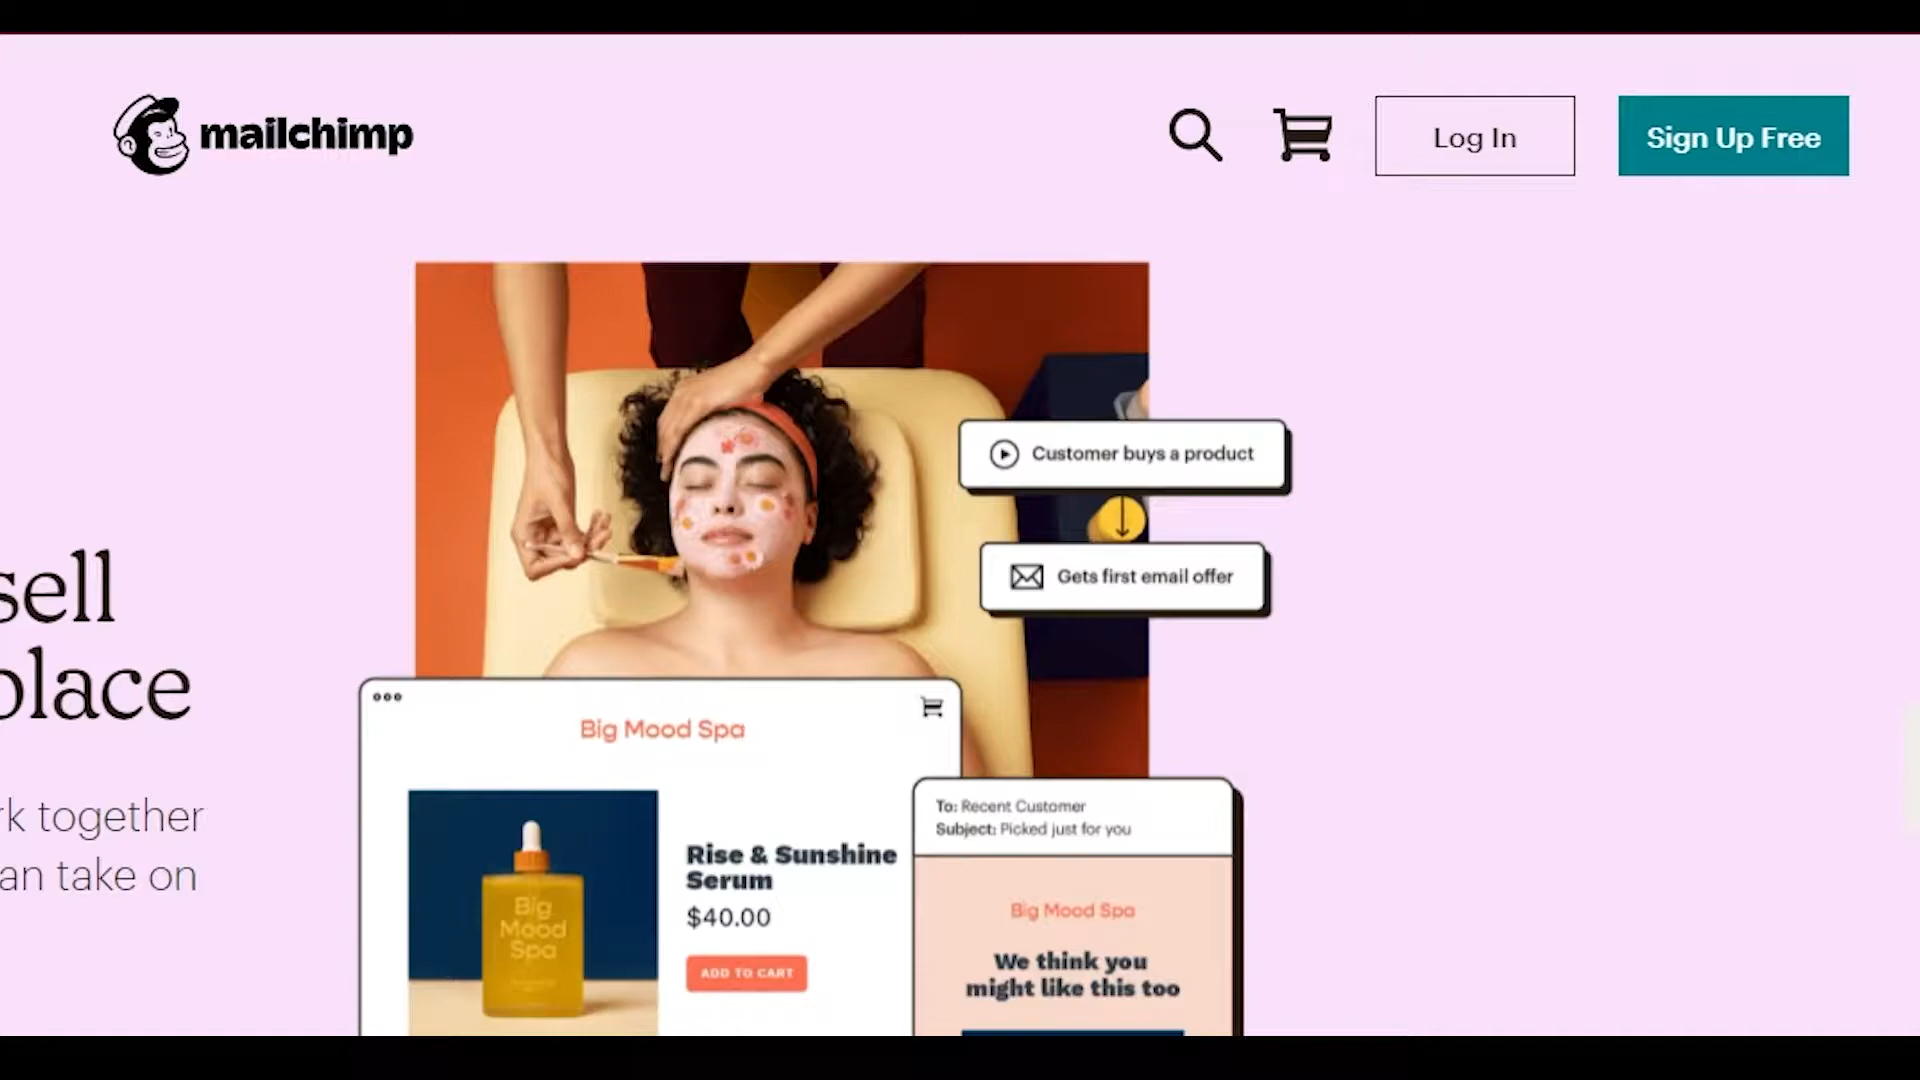 mailchimp
Log In
Sign Up Free
Customer buys a product
Gets first email offer
sell
place
rk together
an take on
Big Mood Spa
Rise & Sunshine
Serum
$40.00
ADD TO CART
Big
Mood
Spa
To: Recent Customer
Subject: Picked just for you
Big Mood Spa
We think you
might like this too